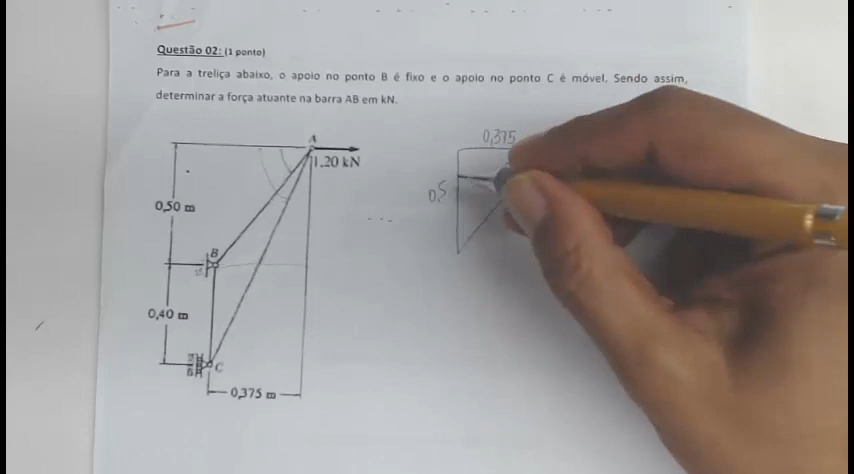 Questão 02: (1 ponto)
Para a treliça abaixo, o apoio no ponto B é fixo e o apoio no ponto C é móvel. Sendo assim,
determinar a força atuante na barra AB em kN.
A
1,20 kN
0,50 m
B
0,40 m
C
0,375 m
0,375
0,5